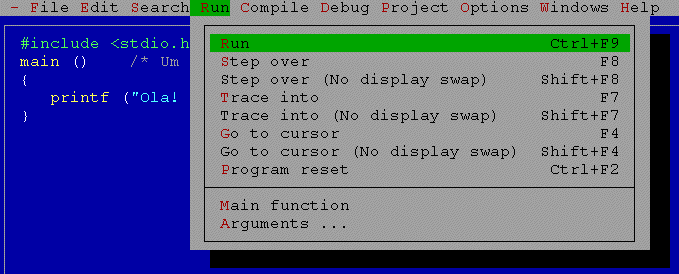 - File Edit Search Run Compile Debug Project Options Windows Help
#include <stdio.h
main () /* Um
{
printf ("Ola!
}
Run Ctrl+F9
Step over F8
Step over (No display swap) Shift+F8
Trace into F7
Trace into (No display swap) Shift+F7
Go to cursor F4
Go to cursor (No display swap) Shift+F4
Program reset Ctrl+F2
Main function
Arguments ...